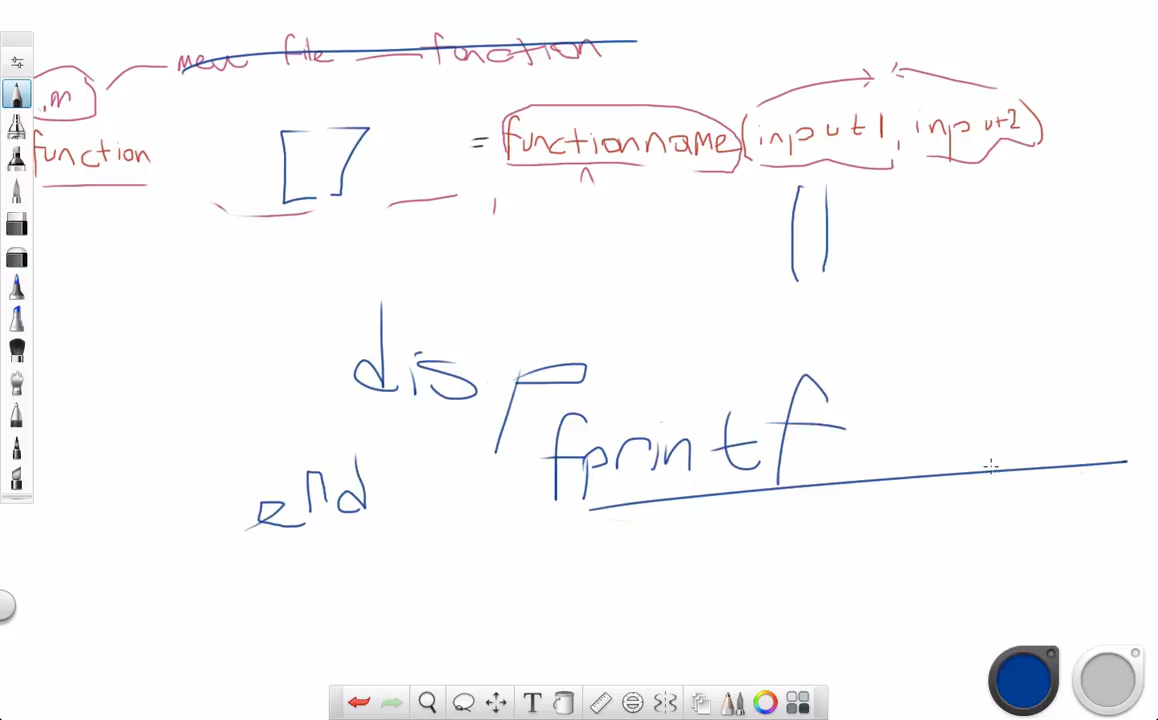 new file — function
.m
function [] = functionname(input1, input2)
disp
fprintf
end
T